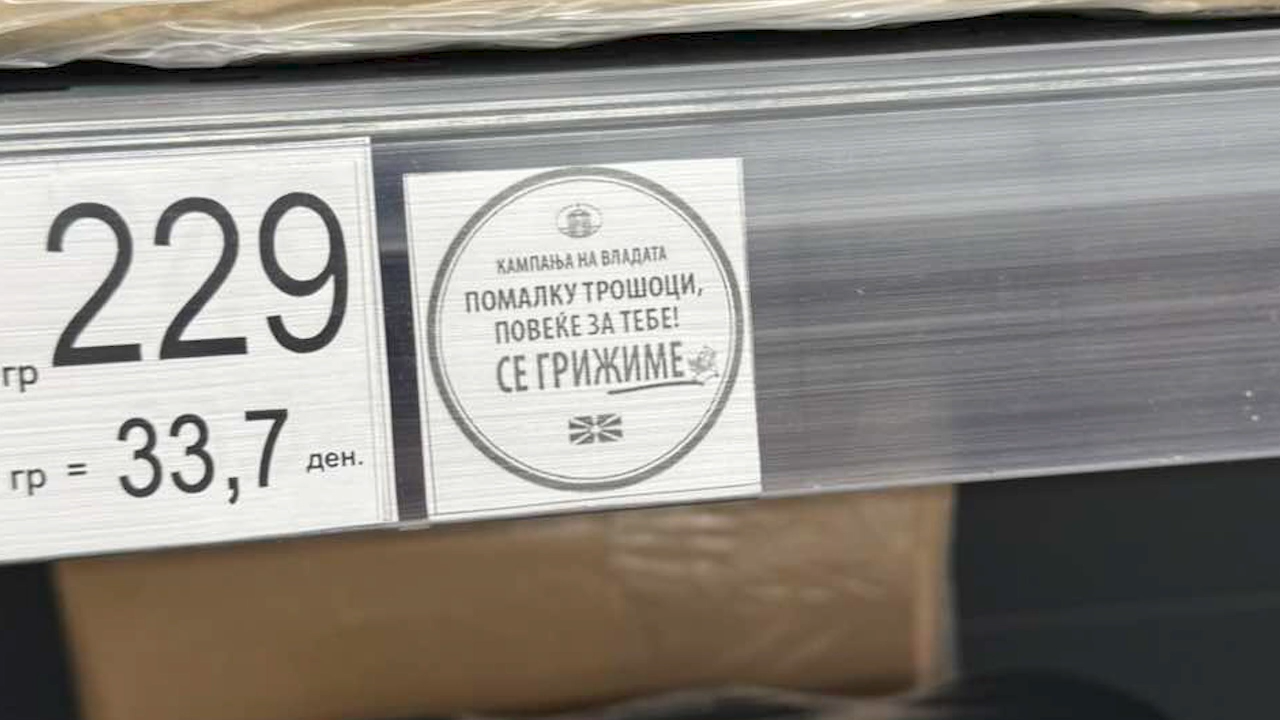 229
гр
гр = 33,7 ден.
КАМПАЊА НА ВЛАДАТА
ПОМАЛКУ ТРОШОЦИ,
ПОВЕЌЕ ЗА ТЕБЕ!
СЕ ГРИЖИМЕ